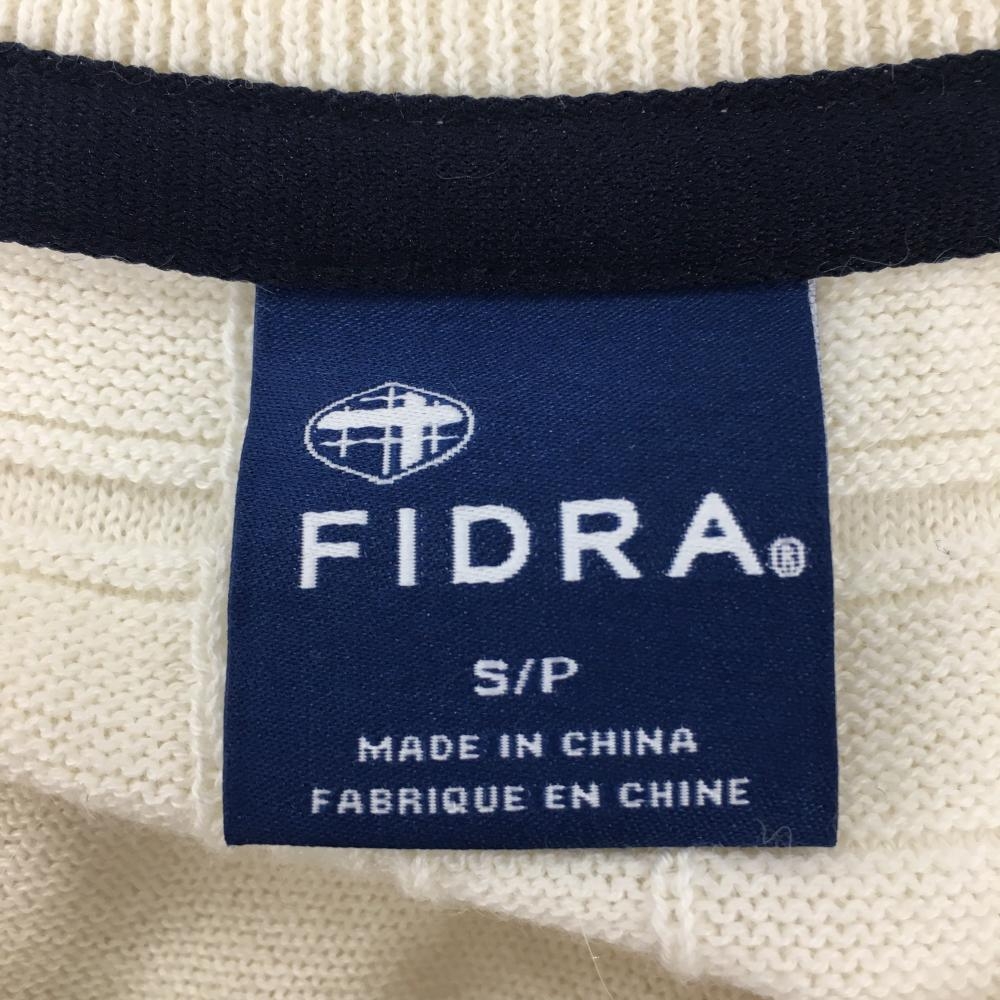 FIDRA®
S/P
MADE IN CHINA
FABRIQUE EN CHINE